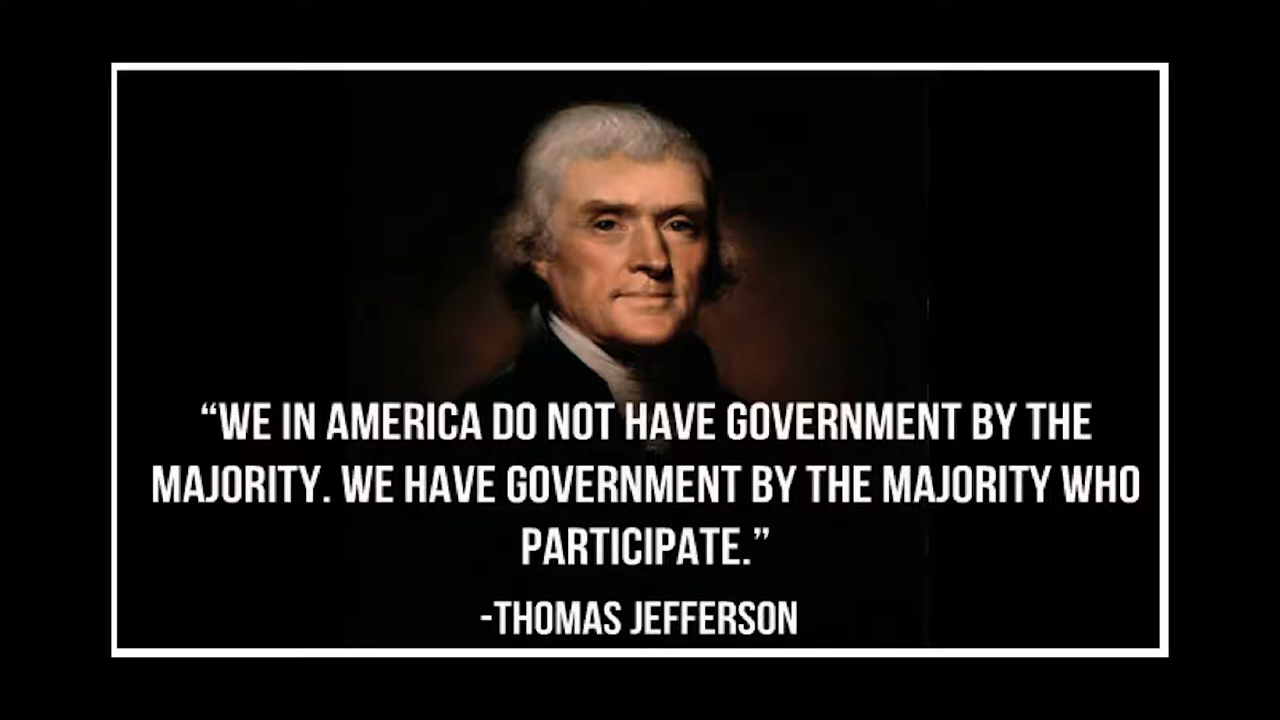 “WE IN AMERICA DO NOT HAVE GOVERNMENT BY THE
MAJORITY. WE HAVE GOVERNMENT BY THE MAJORITY WHO
PARTICIPATE.”
-THOMAS JEFFERSON